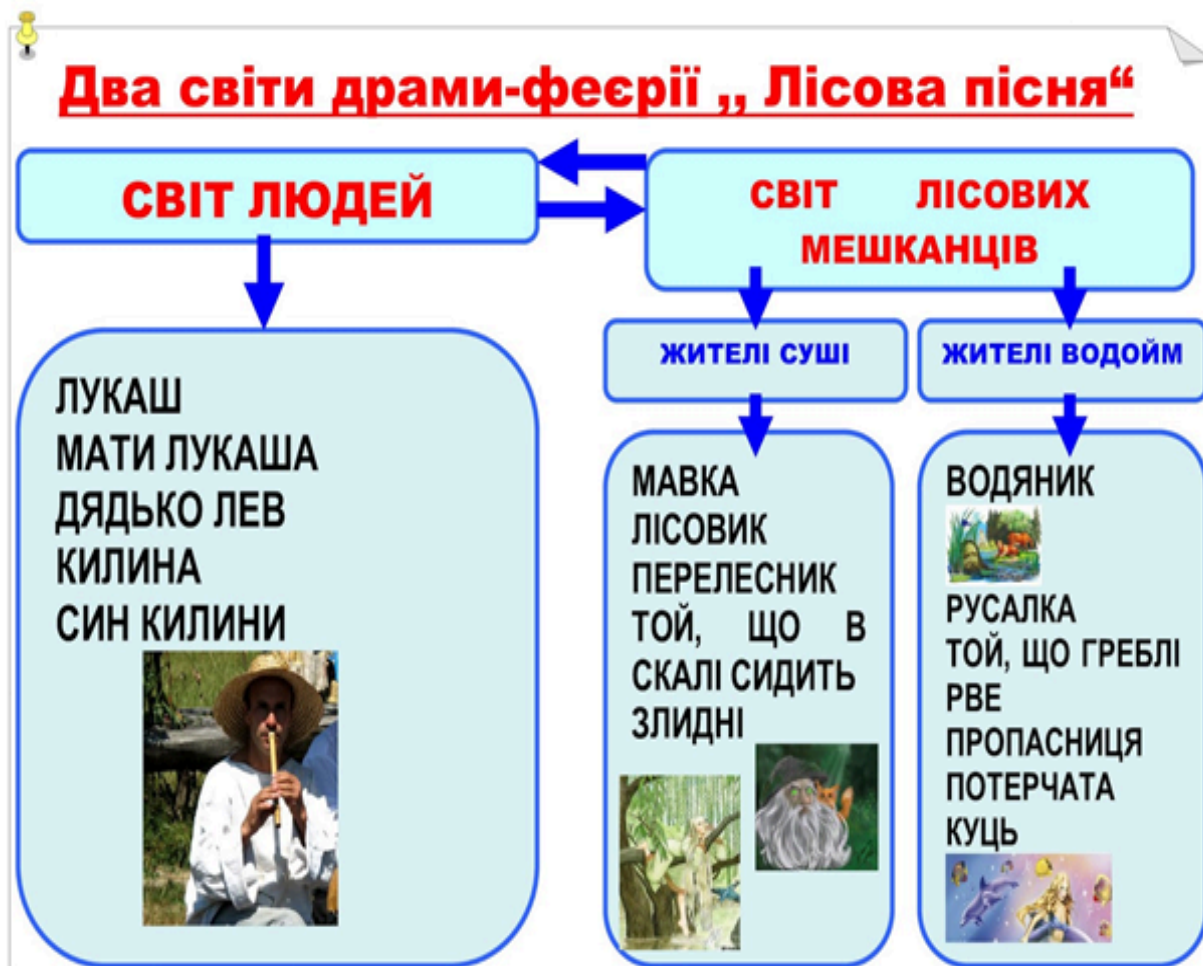 Два світи драми-феєрії ,, Лісова пісня“
СВІТ ЛЮДЕЙ
СВІТ ЛІСОВИХ
МЕШКАНЦІВ
ЖИТЕЛІ СУШІ
ЖИТЕЛІ ВОДОЙМ
ЛУКАШ
МАТИ ЛУКАША
ДЯДЬКО ЛЕВ
КИЛИНА
СИН КИЛИНИ
МАВКА
ЛІСОВИК
ПЕРЕЛЕСНИК
ТОЙ, ЩО В
СКАЛІ СИДИТЬ
ЗЛИДНІ
ВОДЯНИК
РУСАЛКА
ТОЙ, ЩО ГРЕБЛІ
РВЕ
ПРОПАСНИЦЯ
ПОТЕРЧАТА
КУЦЬ